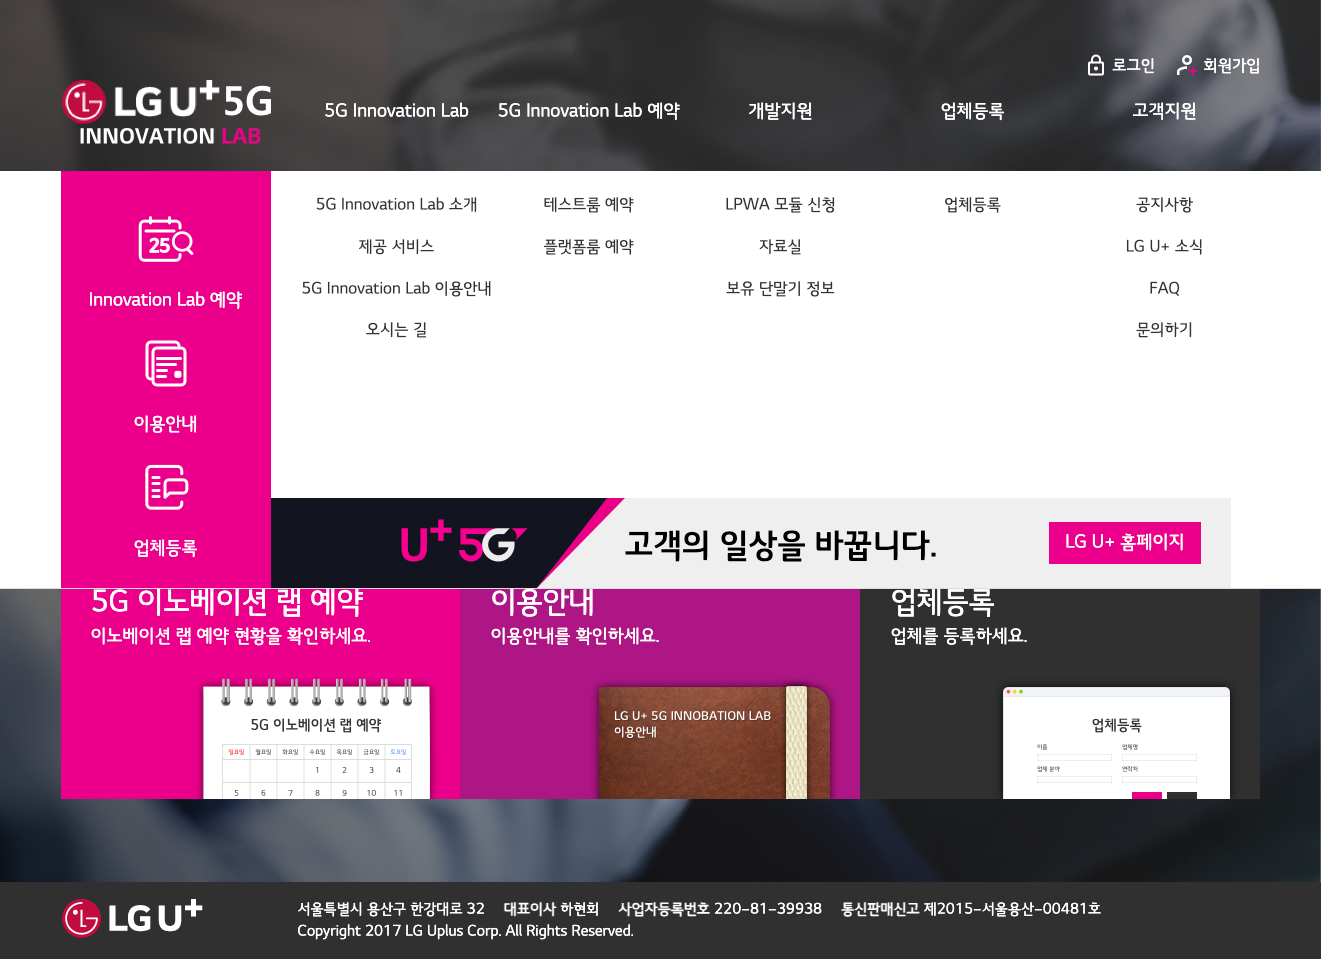 로그인 회원가입
LG U+ 5G
INNOVATION LAB
5G Innovation Lab 5G Innovation Lab 예약 개발지원 업체등록 고객지원
25
Innovation Lab 예약
이용안내
업체등록
5G Innovation Lab 소개 테스트룸 예약 LPWA 모듈 신청 업체등록 공지사항
제공 서비스 플랫폼룸 예약 자료실 LG U+ 소식
5G Innovation Lab 이용안내 보유 단말기 정보 FAQ
오시는 길 문의하기
U+ 5G 고객의 일상을 바꿉니다. LG U+ 홈페이지
5G 이노베이션 랩 예약
이노베이션 랩 예약 현황을 확인하세요.
5G 이노베이션 랩 예약
일요일 월요일 화요일 수요일 목요일 금요일 토요일
1 2 3 4
5 6 7 8 9 10 11
이용안내
이용안내를 확인하세요.
LG U+ 5G INNOBATION LAB
이용안내
업체등록
업체를 등록하세요.
업체등록
이름 업체명
업체 분야 연락처
LG U+
서울특별시 용산구 한강대로 32 대표이사 하현회 사업자등록번호 220-81-39938 통신판매신고 제2015-서울용산-00481호
Copyright 2017 LG Uplus Corp. All Rights Reserved.